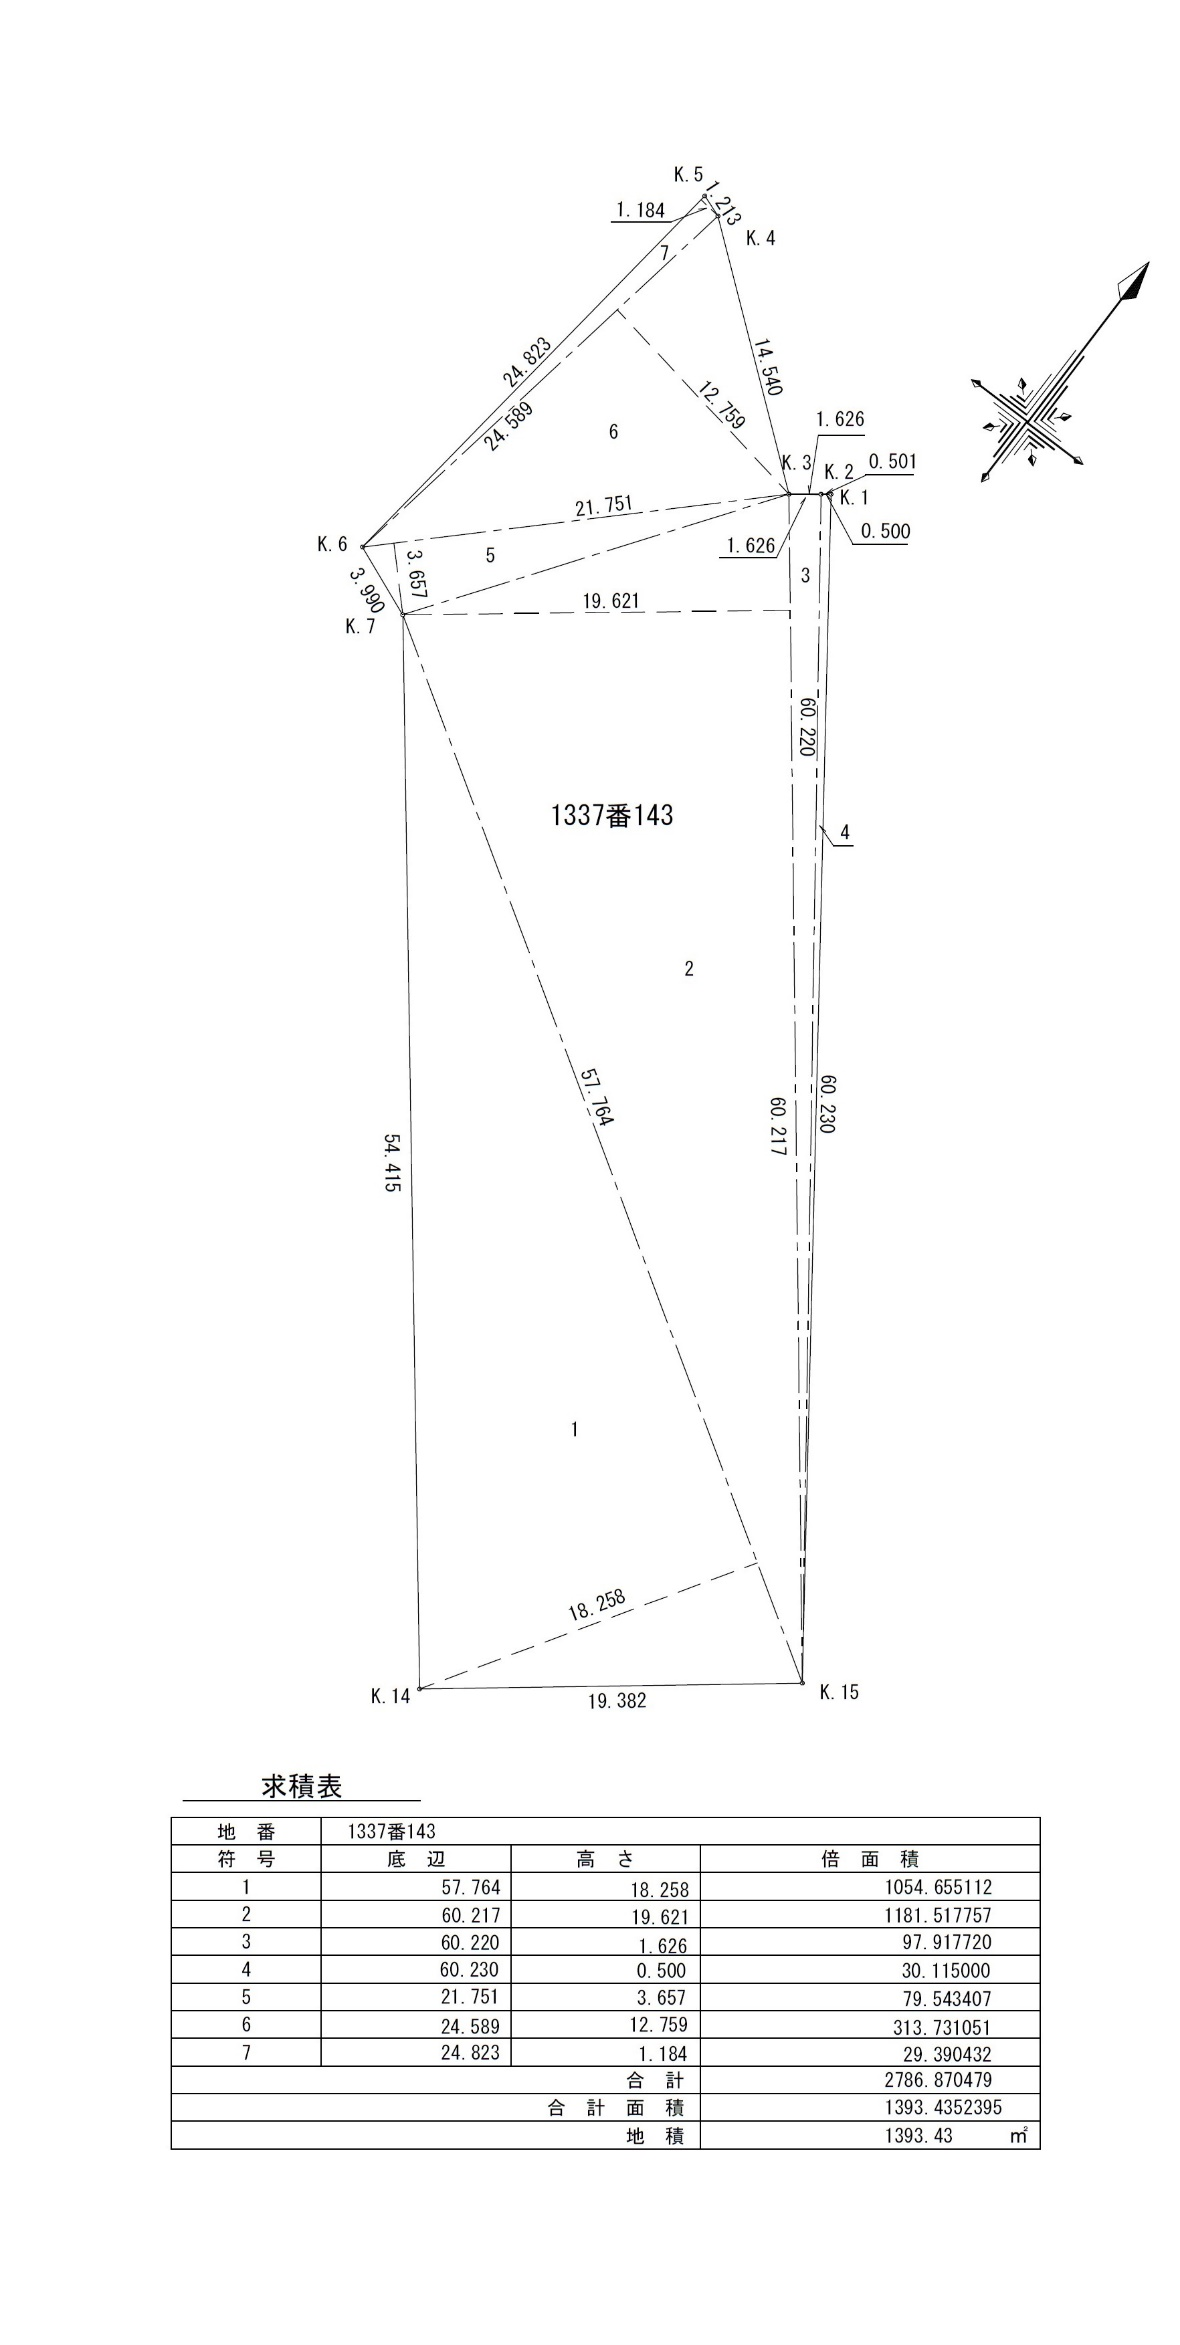 K.5
1.213
1.184
K.4
7
24.823
14.540
24.589
12.759
6
1.626
K.3
K.2
0.501
K.1
21.751
0.500
K.6
1.626
5
3.657
3
3.990
19.621
K.7
60.220
1337番143
4
2
57.764
60.230
60.217
54.415
1
18.258
K.14
19.382
K.15
求積表
地 番 1337番143
符 号 底 辺 高 さ 倍 面 積
1 57.764 18.258 1054.655112
2 60.217 19.621 1181.517757
3 60.220 1.626 97.917720
4 60.230 0.500 30.115000
5 21.751 3.657 79.543407
6 24.589 12.759 313.731051
7 24.823 1.184 29.390432
合 計 2786.870479
合 計 面 積 1393.4352395
地 積 1393.43 ㎡